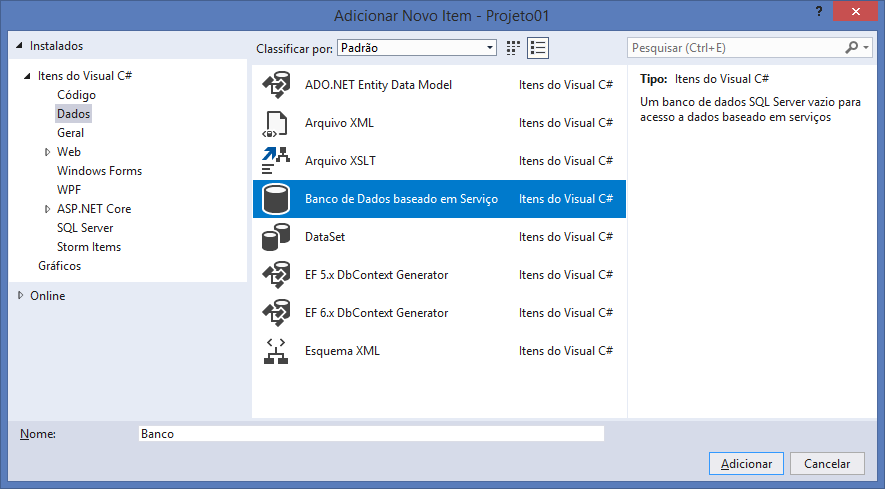 Adicionar Novo Item - Projeto01
?
Instalados
Itens do Visual C#
Código
Dados
Geral
Web
Windows Forms
WPF
ASP.NET Core
SQL Server
Storm Items
Gráficos
Online
Classificar por: Padrão
ADO.NET Entity Data Model Itens do Visual C#
Arquivo XML Itens do Visual C#
Arquivo XSLT Itens do Visual C#
Banco de Dados baseado em Serviço Itens do Visual C#
DataSet Itens do Visual C#
EF 5.x DbContext Generator Itens do Visual C#
EF 6.x DbContext Generator Itens do Visual C#
Esquema XML Itens do Visual C#
Pesquisar (Ctrl+E)
Tipo: Itens do Visual C#
Um banco de dados SQL Server vazio para
acesso a dados baseado em serviços
Nome: Banco
Adicionar Cancelar